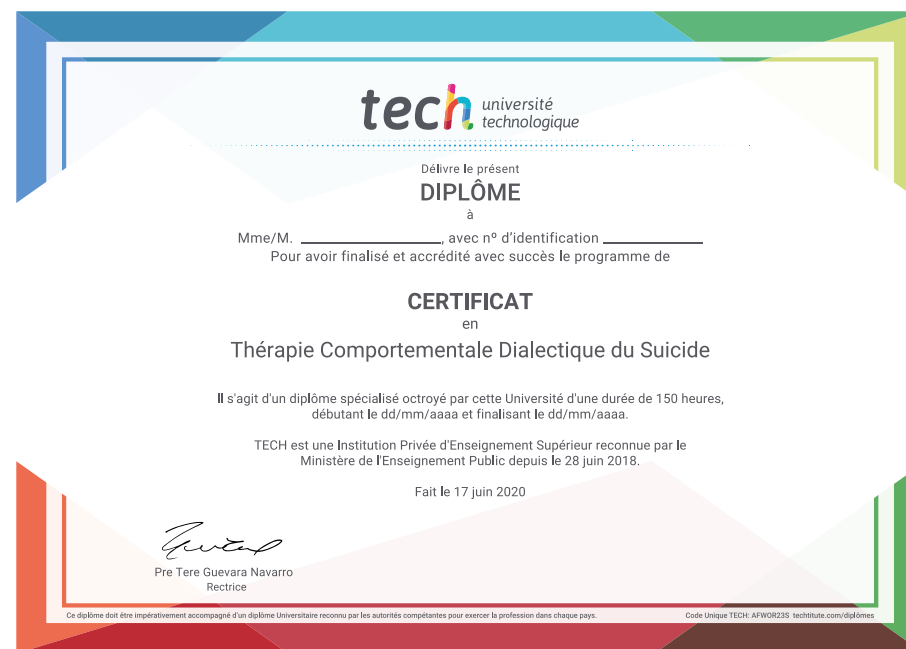 tech université
technologique
Délivre le présent
DIPLÔME
à
Mme/M. ____________________, avec nº d'identification ______________
Pour avoir finalisé et accrédité avec succès le programme de
CERTIFICAT
en
Thérapie Comportementale Dialectique du Suicide
Il s'agit d'un diplôme spécialisé octroyé par cette Université d'une durée de 150 heures,
débutant le dd/mm/aaaa et finalisant le dd/mm/aaaa.
TECH est une Institution Privée d'Enseignement Supérieur reconnue par le
Ministère de l'Enseignement Public depuis le 28 juin 2018.
Fait le 17 juin 2020
Pre Tere Guevara Navarro
Rectrice
Ce diplôme doit être impérativement accompagné d'un diplôme Universitaire reconnu par les autorités compétantes pour exercer la profession dans chaque pays.
Code Unique TECH: AFWOR23S techtitute.com/diplômes